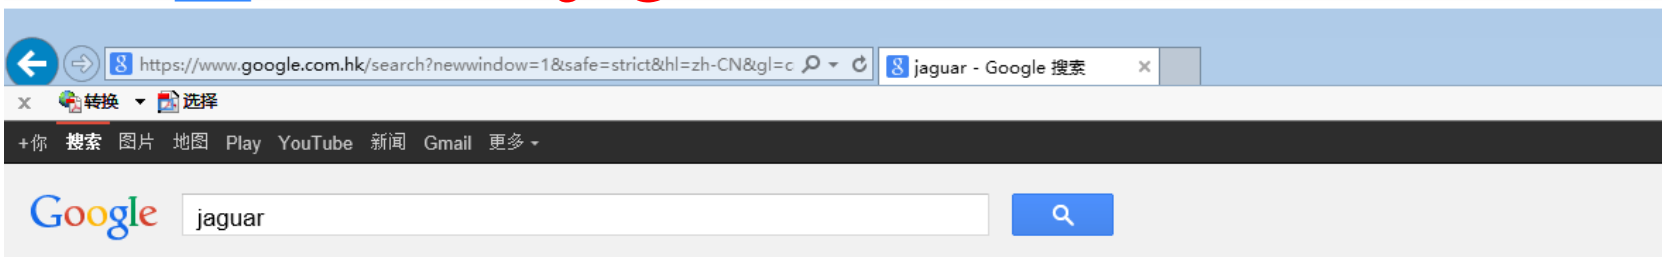 https://www.google.com.hk/search?newwindow=1&safe=strict&hl=zh-CN&gl=c
jaguar - Google 搜索
x 转换 选择
+你 搜索 图片 地图 Play YouTube 新闻 Gmail 更多
Google jaguar